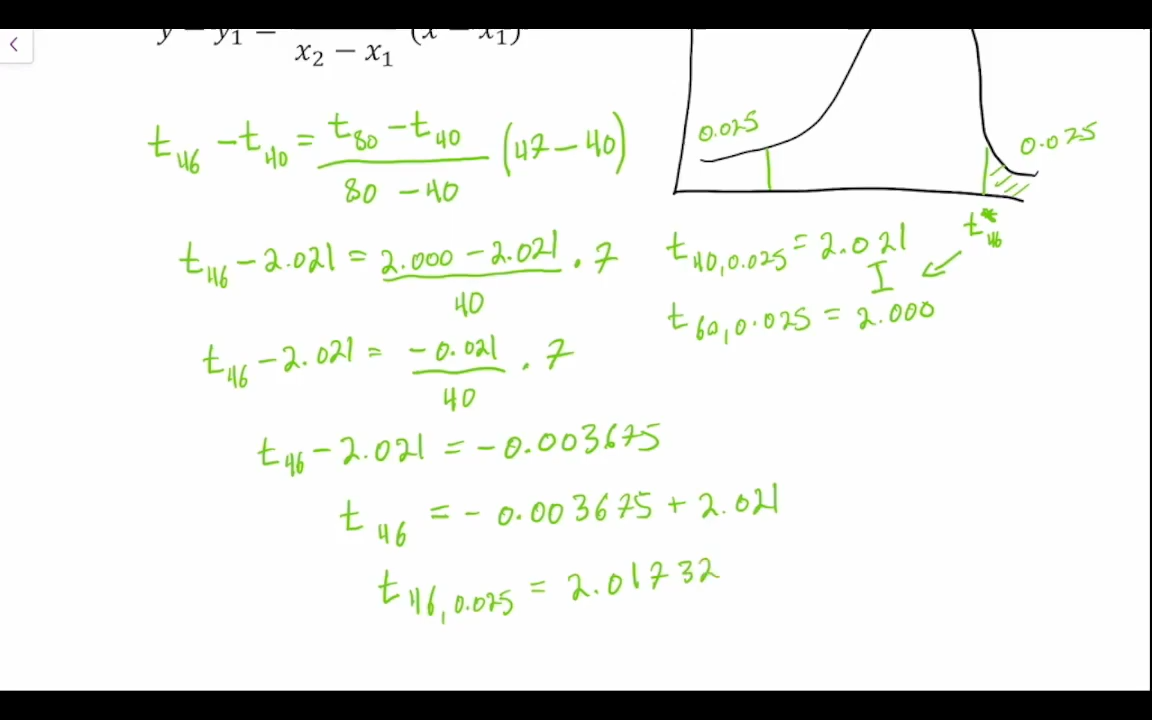 y − y₁ = (x − x₁)
x₂ − x₁
t₄₆ − t₄₀ = t₈₀ − t₄₀ (47 − 40)
80 − 40
0.025
0.025
t*₄₆
t₄₆ − 2.021 = 2.000 − 2.021 . 7
40
t₄₀,₀.₀₂₅ = 2.021
t₆₀,₀.₀₂₅ = 2.000
t₄₆ − 2.021 = − 0.021 . 7
40
t₄₆ − 2.021 = − 0.003675
t₄₆ = − 0.003675 + 2.021
t₄₆,₀.₀₂₅ = 2.01732